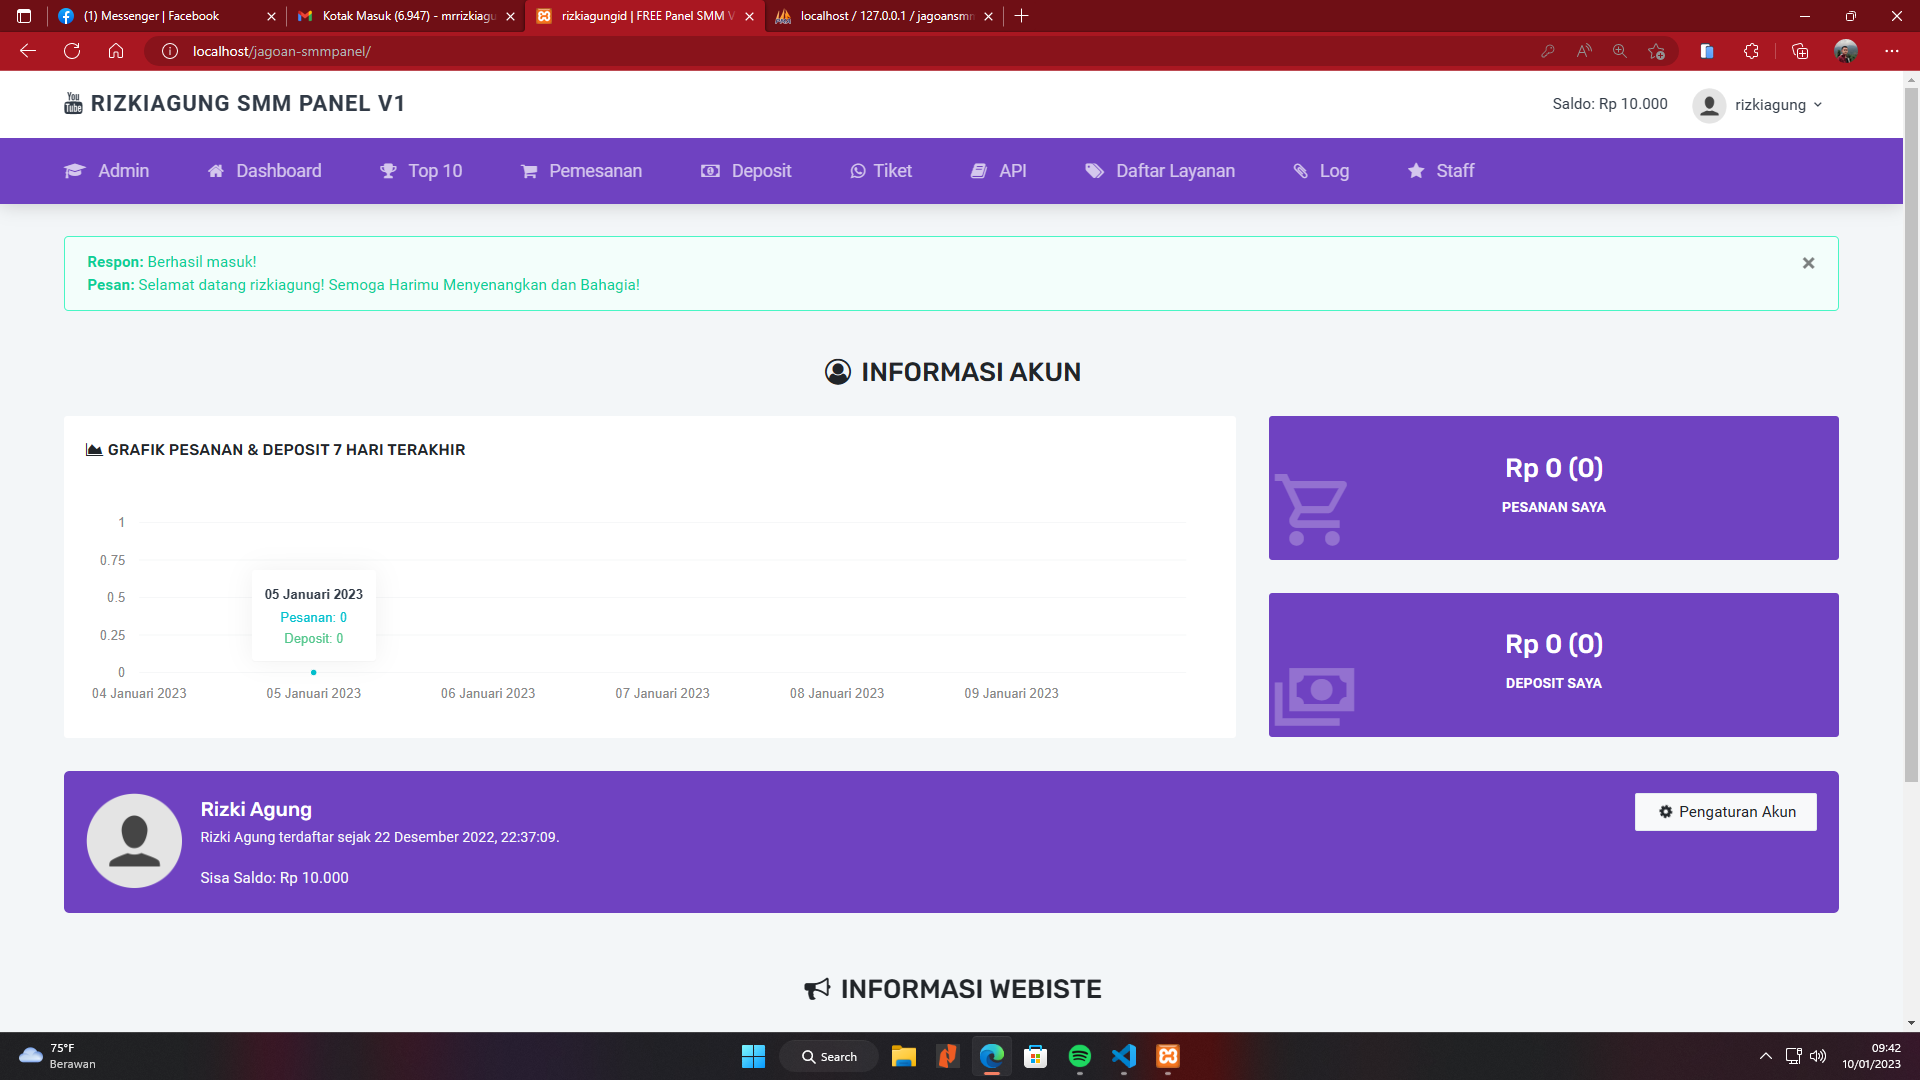 (1) Messenger | Facebook
Kotak Masuk (6.947) - mrrizkiagu
rizkiagungid | FREE Panel SMM V
localhost / 127.0.0.1 / jagoansmm
localhost/jagoan-smmpanel/
You Tube RIZKIAGUNG SMM PANEL V1
Saldo: Rp 10.000
rizkiagung
Admin
Dashboard
Top 10
Pemesanan
Deposit
Tiket
API
Daftar Layanan
Log
Staff
Respon: Berhasil masuk!
Pesan: Selamat datang rizkiagung! Semoga Harimu Menyenangkan dan Bahagia!
INFORMASI AKUN
GRAFIK PESANAN & DEPOSIT 7 HARI TERAKHIR
1
0.75
0.5
0.25
0
05 Januari 2023
Pesanan: 0
Deposit: 0
04 Januari 2023
05 Januari 2023
06 Januari 2023
07 Januari 2023
08 Januari 2023
09 Januari 2023
Rp 0 (0)
PESANAN SAYA
Rp 0 (0)
DEPOSIT SAYA
Rizki Agung
Rizki Agung terdaftar sejak 22 Desember 2022, 22:37:09.
Sisa Saldo: Rp 10.000
Pengaturan Akun
INFORMASI WEBISTE
75°F
Berawan
Search
09:42
10/01/2023